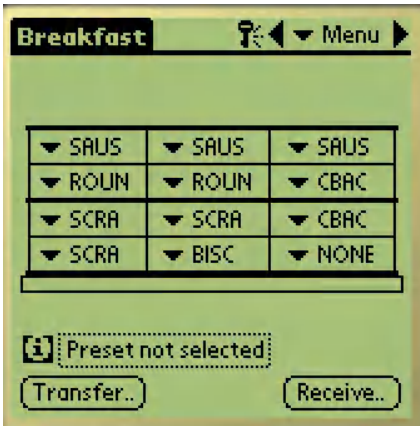 Breakfast Menu
SAUS SAUS SAUS
ROUN ROUN CBAC
SCRA SCRA CBAC
SCRA BISC NONE
Preset not selected
Transfer.. Receive..